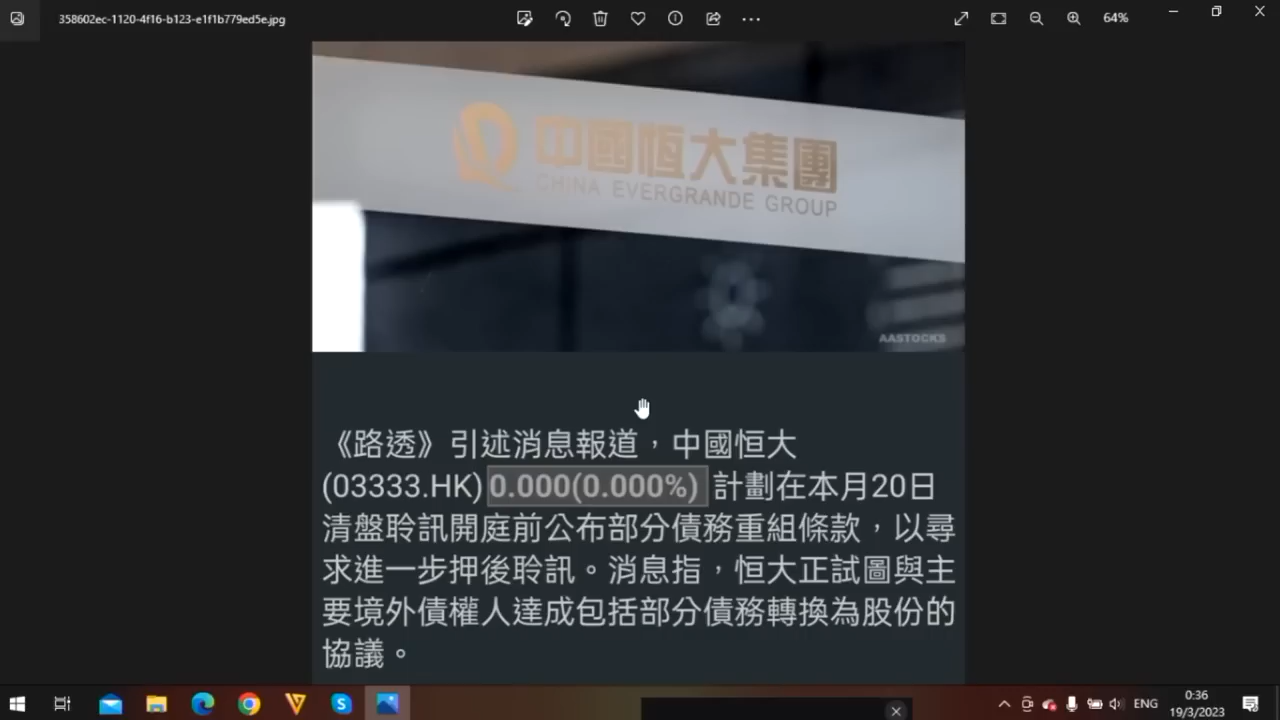 358602ec-1120-4f16-b123-e1f1b779ed5e.jpg
64%
中國恆大集團
CHINA EVERGRANDE GROUP
AASTOCKS
《路透》引述消息報道，中國恒大
(03333.HK) 0.000(0.000%) 計劃在本月20日
清盤聆訊開庭前公布部分債務重組條款，以尋
求進一步押後聆訊。消息指，恒大正試圖與主
要境外債權人達成包括部分債務轉換為股份的
協議。
ENG
0:36
19/3/2023